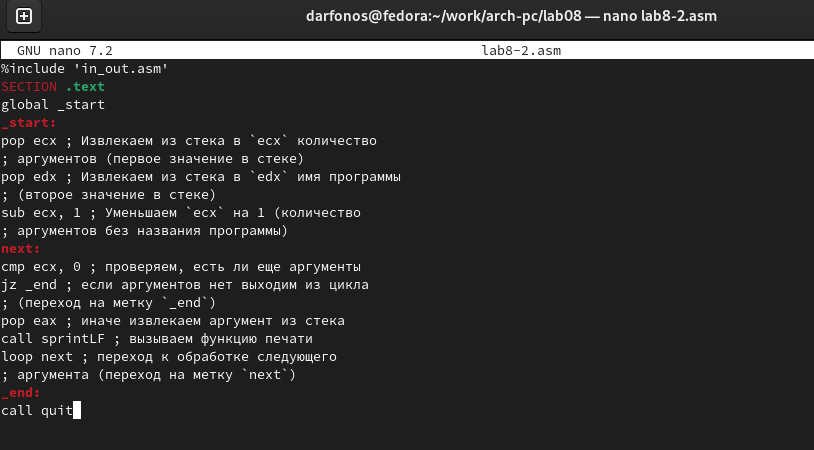 darfonos@fedora:~/work/arch-pc/lab08 — nano lab8-2.asm
GNU nano 7.2 lab8-2.asm
%include 'in_out.asm'
SECTION .text
global _start
_start:
pop ecx ; Извлекаем из стека в `ecx` количество
; аргументов (первое значение в стеке)
pop edx ; Извлекаем из стека в `edx` имя программы
; (второе значение в стеке)
sub ecx, 1 ; Уменьшаем `ecx` на 1 (количество
; аргументов без названия программы)
next:
cmp ecx, 0 ; проверяем, есть ли еще аргументы
jz _end ; если аргументов нет выходим из цикла
; (переход на метку `_end`)
pop eax ; иначе извлекаем аргумент из стека
call sprintLF ; вызываем функцию печати
loop next ; переход к обработке следующего
; аргумента (переход на метку `next`)
_end:
call quit